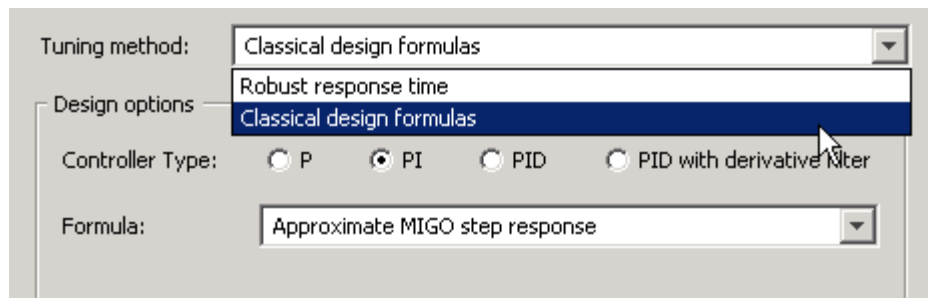 Tuning method: Classical design formulas
Robust response time
Design options
Classical design formulas
Controller Type: P PI PID PID with derivative filter
Formula: Approximate MIGO step response